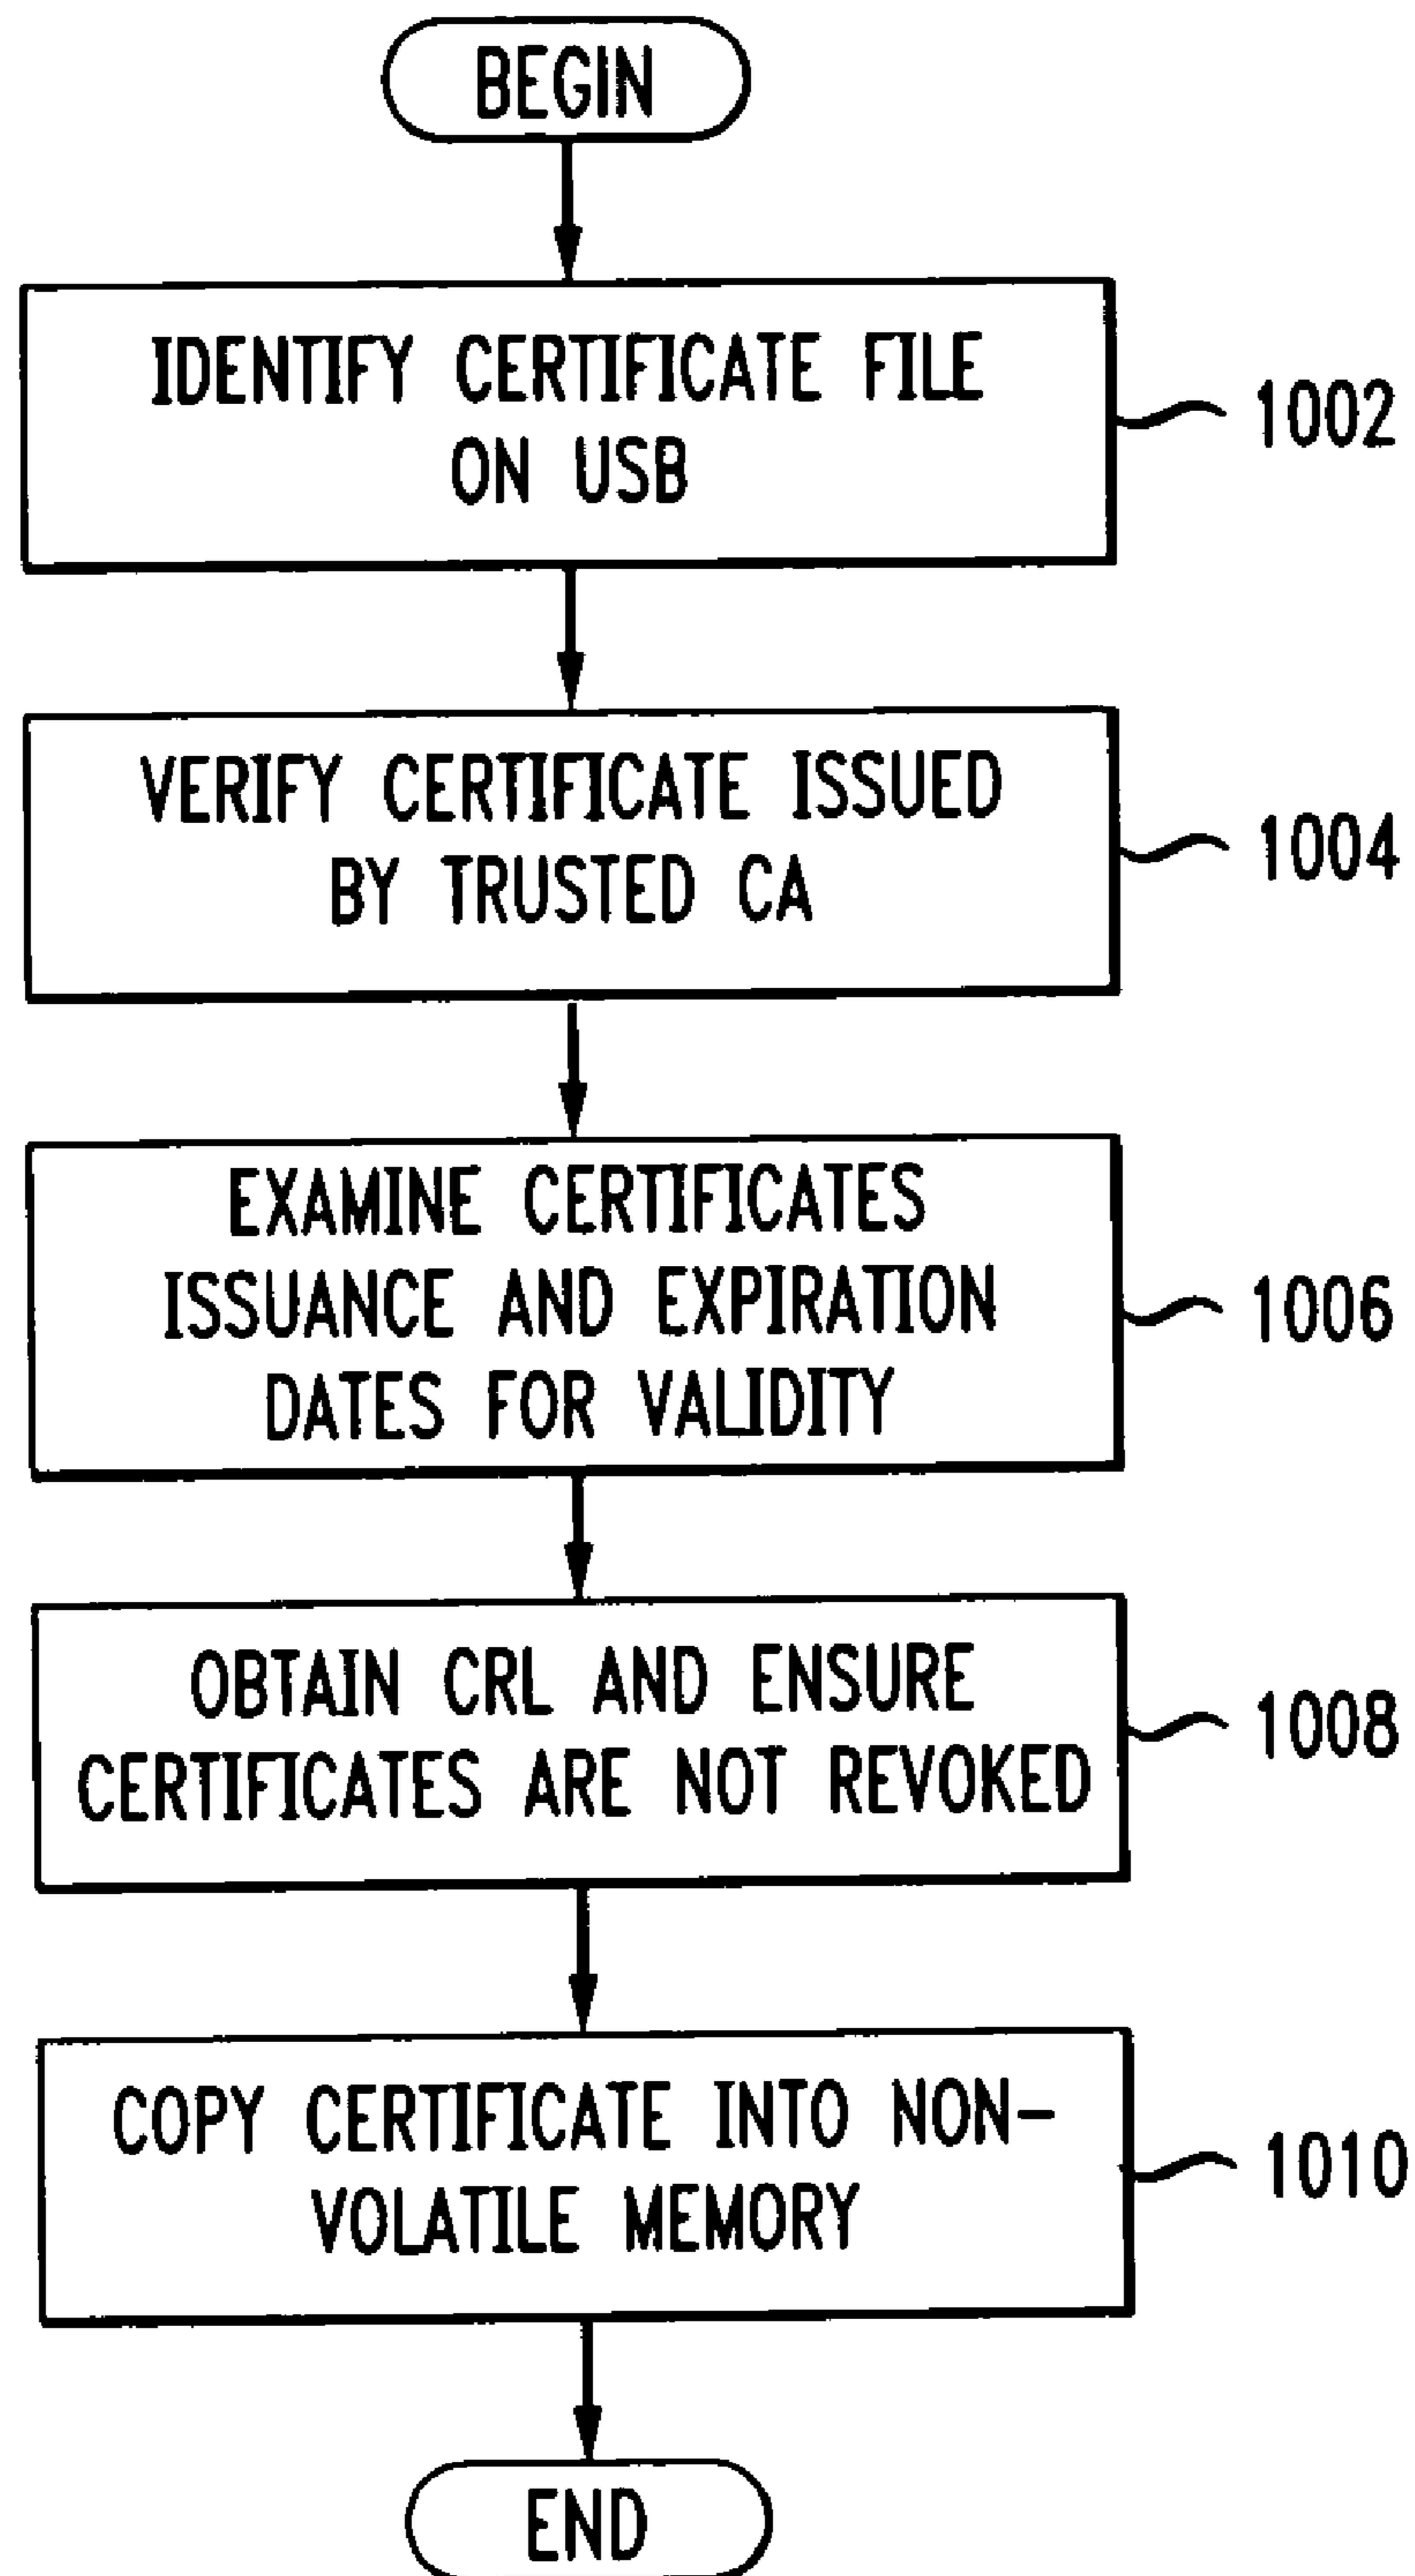 BEGIN
IDENTIFY CERTIFICATE FILE
ON USB
1002
VERIFY CERTIFICATE ISSUED
BY TRUSTED CA
1004
EXAMINE CERTIFICATES
ISSUANCE AND EXPIRATION
DATES FOR VALIDITY
1006
OBTAIN CRL AND ENSURE
CERTIFICATES ARE NOT REVOKED
1008
COPY CERTIFICATE INTO NON-
VOLATILE MEMORY
1010
END